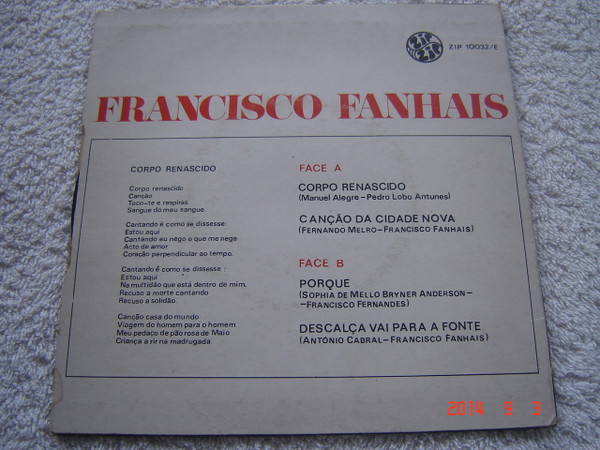 ZIP ZIP
ZIP 10032/E
FRANCISCO FANHAIS
CORPO RENASCIDO
Corpo renascido
Canção
Toco-te e respiras
Sangue do meu sangue.
Cantando é como se dissesse:
Estou aqui
Cantando eu nego o que me nega
Acto de amor
Coração perpendicular ao tempo.
Cantando é como se dissesse:
Estou aqui
Na multidão que está dentro de mim,
Recuso a morte cantando
Recuso a solidão.
Canção casa do mundo
Viagem do homem para o homem
Meu pedaço de pão rosa de Maio
Criança a rir na madrugada.
FACE A
CORPO RENASCIDO
(Manuel Alegre-Pedro Lobo Antunes)
CANÇÃO DA CIDADE NOVA
(FERNANDO MELRO-FRANCISCO FANHAIS)
FACE B
PORQUE
(SOPHIA DE MELLO BRYNER ANDERSON-
-FRANCISCO FERNANDES)
DESCALÇA VAI PARA A FONTE
(ANTÓNIO CABRAL-FRANCISCO FANHAIS)
2014 9 3